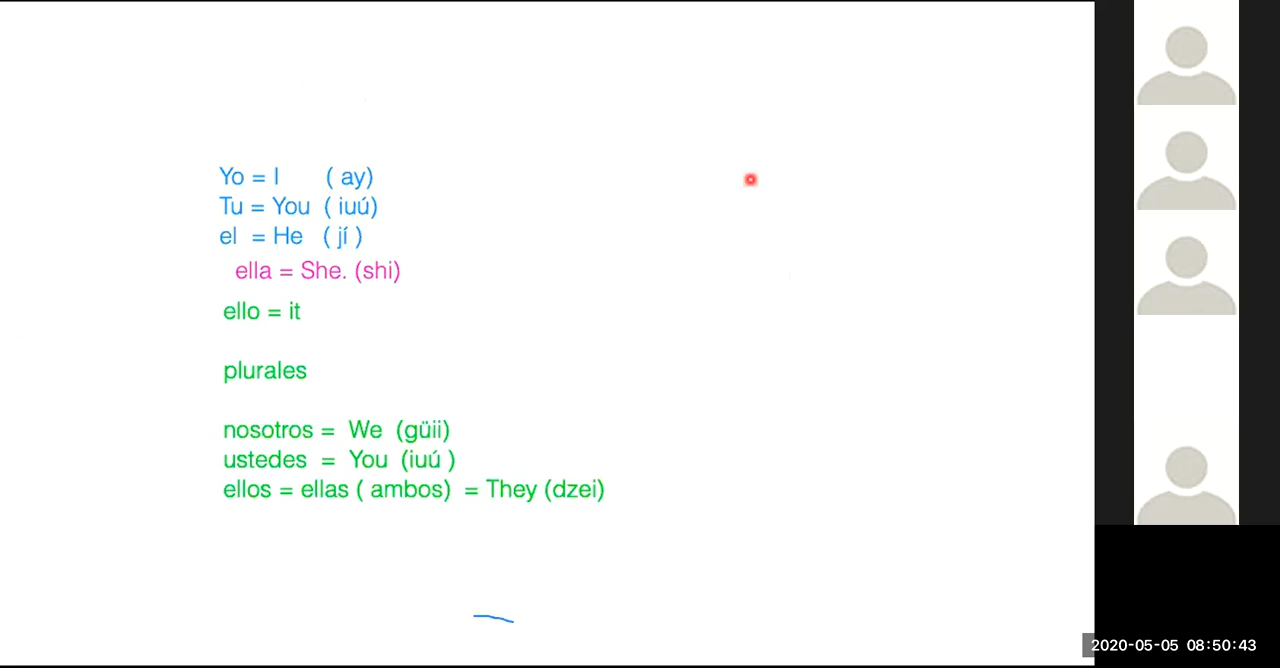 Yo = I ( ay)
Tu = You ( iuú)
el = He ( jí )
ella = She. (shi)
ello = it
plurales
nosotros = We (güii)
ustedes = You (iuú )
ellos = ellas ( ambos) = They (dzei)
2020-05-05 08:50:43